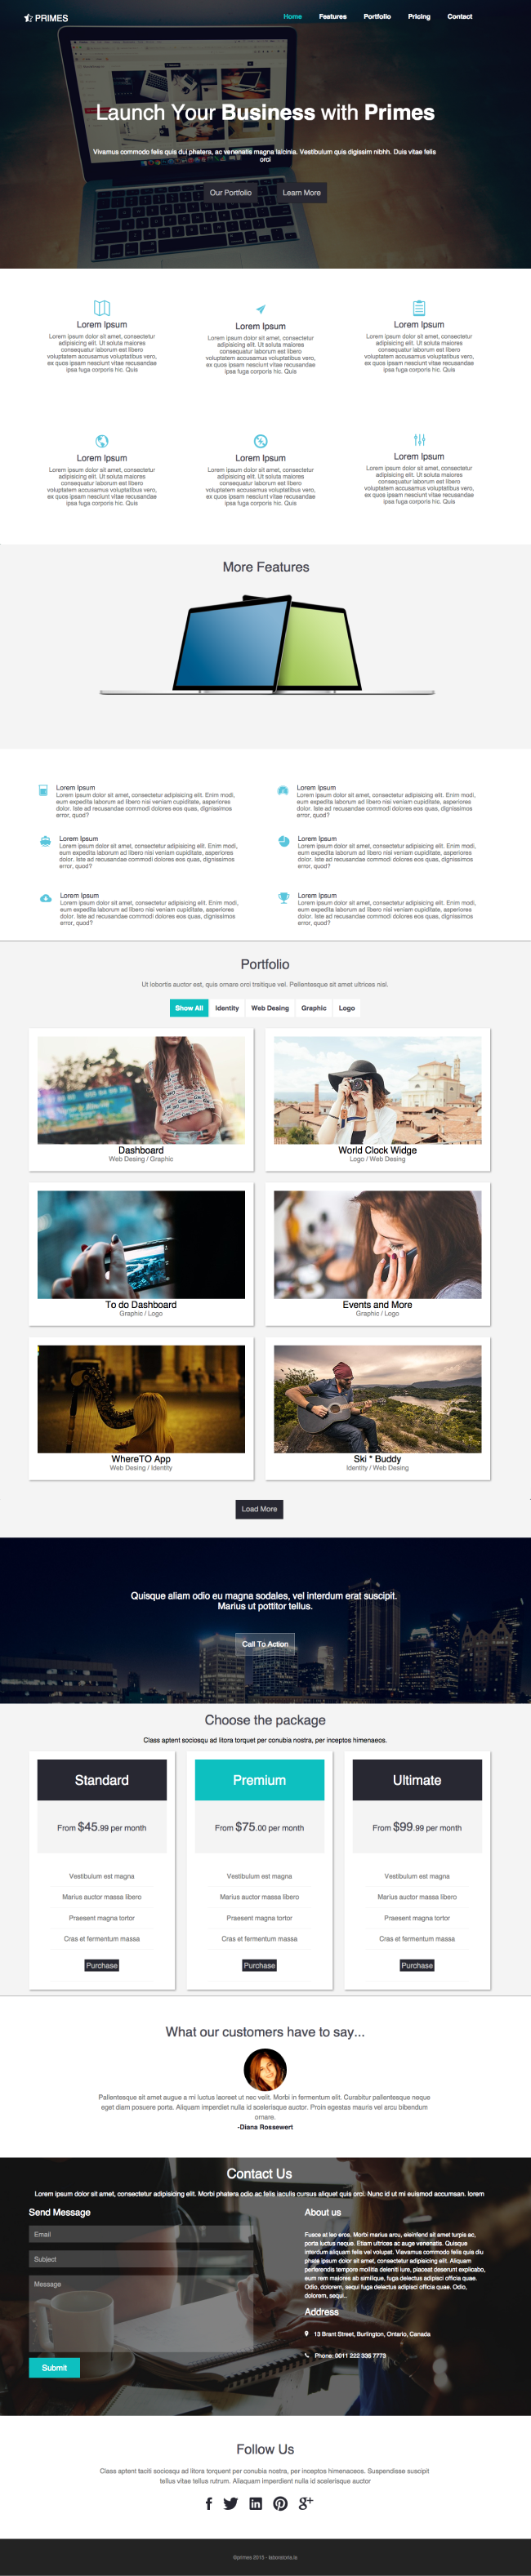 PRIMES
Home Features Portfolio Pricing Contact
Launch Your Business with Primes
Vivamus commodo felis quis dui phatera, ac venenatis magna lalcinia. Vestibulum quis digissim nibhh. Duis vitae felis
orci
Our Portfolio Learn More
Lorem Ipsum
Lorem ipsum dolor sit amet, consectetur
adipisicing elit. Ut soluta maiores
consequatur laborum est libero
voluptatem accusamus voluptatibus vero,
ex quos ipsam nesciunt vitae recusandae
ipsa fuga corporis hic. Quis
Lorem Ipsum
Lorem ipsum dolor sit amet, consectetur
adipisicing elit. Ut soluta maiores
consequatur laborum est libero
voluptatem accusamus voluptatibus vero,
ex quos ipsam nesciunt vitae recusandae
ipsa fuga corporis hic. Quis
Lorem Ipsum
Lorem ipsum dolor sit amet, consectetur
adipisicing elit. Ut soluta maiores
consequatur laborum est libero
voluptatem accusamus voluptatibus vero,
ex quos ipsam nesciunt vitae recusandae
ipsa fuga corporis hic. Quis
Lorem Ipsum
Lorem ipsum dolor sit amet, consectetur
adipisicing elit. Ut soluta maiores
consequatur laborum est libero
voluptatem accusamus voluptatibus vero,
ex quos ipsam nesciunt vitae recusandae
ipsa fuga corporis hic. Quis
Lorem Ipsum
Lorem ipsum dolor sit amet, consectetur
adipisicing elit. Ut soluta maiores
consequatur laborum est libero
voluptatem accusamus voluptatibus vero,
ex quos ipsam nesciunt vitae recusandae
ipsa fuga corporis hic. Quis
Lorem Ipsum
Lorem ipsum dolor sit amet, consectetur
adipisicing elit. Ut soluta maiores
consequatur laborum est libero
voluptatem accusamus voluptatibus vero,
ex quos ipsam nesciunt vitae recusandae
ipsa fuga corporis hic. Quis
More Features
Lorem Ipsum
Lorem ipsum dolor sit amet, consectetur adipisicing elit. Enim modi,
eum expedita laborum ad libero nisi veniam cupiditate, asperiores
dolor. Iste ad recusandae commodi dolores eos quas, dignissimos
error, quod?
Lorem Ipsum
Lorem ipsum dolor sit amet, consectetur adipisicing elit. Enim modi,
eum expedita laborum ad libero nisi veniam cupiditate, asperiores
dolor. Iste ad recusandae commodi dolores eos quas, dignissimos
error, quod?
Lorem Ipsum
Lorem ipsum dolor sit amet, consectetur adipisicing elit. Enim modi,
eum expedita laborum ad libero nisi veniam cupiditate, asperiores
dolor. Iste ad recusandae commodi dolores eos quas, dignissimos
error, quod?
Lorem Ipsum
Lorem ipsum dolor sit amet, consectetur adipisicing elit. Enim modi,
eum expedita laborum ad libero nisi veniam cupiditate, asperiores
dolor. Iste ad recusandae commodi dolores eos quas, dignissimos
error, quod?
Lorem Ipsum
Lorem ipsum dolor sit amet, consectetur adipisicing elit. Enim modi,
eum expedita laborum ad libero nisi veniam cupiditate, asperiores
dolor. Iste ad recusandae commodi dolores eos quas, dignissimos
error, quod?
Lorem Ipsum
Lorem ipsum dolor sit amet, consectetur adipisicing elit. Enim modi,
eum expedita laborum ad libero nisi veniam cupiditate, asperiores
dolor. Iste ad recusandae commodi dolores eos quas, dignissimos
error, quod?
Portfolio
Ut lobortis auctor est, quis ornare orci traitique vel. Pellentesque sit amet ultrices nisl.
Show All Identity Web Desing Graphic Logo
Dashboard
Web Desing / Graphic
World Clock Widge
Logo / Web Desing
To do Dashboard
Graphic / Logo
Events and More
Graphic / Logo
WhereTO App
Web Desing / Identity
Ski * Buddy
Identity / Web Desing
Load More
Quisque aliam odio eu magna sodales, vel interdum erat suscipit.
Marius ut pottitor tellus.
Call To Action
Choose the package
Class aptent sociosqu ad litora torquet per conubia nostra, per inceptos himenaeos.
Standard
From $45.99 per month
Vestibulum est magna
Marius auctor massa libero
Praesent magna tortor
Cras et fermentum massa
Purchase
Premium
From $75.00 per month
Vestibulum est magna
Marius auctor massa libero
Praesent magna tortor
Cras et fermentum massa
Purchase
Ultimate
From $99.99 per month
Vestibulum est magna
Marius auctor massa libero
Praesent magna tortor
Cras et fermentum massa
Purchase
What our customers have to say...
Pallentesque sit amet augue a mi luctus laoreet ut nec velit. Morbi in fermentum elit. Curabitur pallentesque neque
eget diam posuere porta. Aliquam imperdiet nulla id scelerisque auctor. Proin egestas mauris vel arcu bibendum
ornare.
-Diana Rossewert
Contact Us
Lorem ipsum dolor sit amet, consectetur adipisicing elit. Morbi phatera odio ac felis iaculis cursus aliquet quis orci. Nunc id ut mi euismod accumsan. lorem
Send Message
Email
Subject
Message
Submit
About us
Fusce at leo eros. Morbi marius arcu, eleinfend sit amet turpis ac,
porta luctus neque. Etiam ultrices ac auge venenatis. Quisque
interdum aliquam felis vel volupat. Vivamus commodo felis quis diu
phate ipsum dolor sit amet, consectetur adipisicing elit. Aliquam
perferendis tempore mollitia deleniti iure, placeat deserunt explicabo,
eum rem maiores ab similique, fuga delectus adipisci officia quae.
Odio, dolorem, sequi fuga delectus adipisci officia quae. Odio,
dolorem, sequi..
Address
13 Brant Street, Burlington, Ontario, Canada
Phone: 0011 222 336 7773
Follow Us
Class aptent taciti sociosqu ad litora torquent per conubia nostra, per inceptos himenaceos. Suspendisse suscipit
tellus vitae tellus rutrum. Aliaquam imperdient nulla id scelerisque auctor
©primes 2015 - laboratoria.la